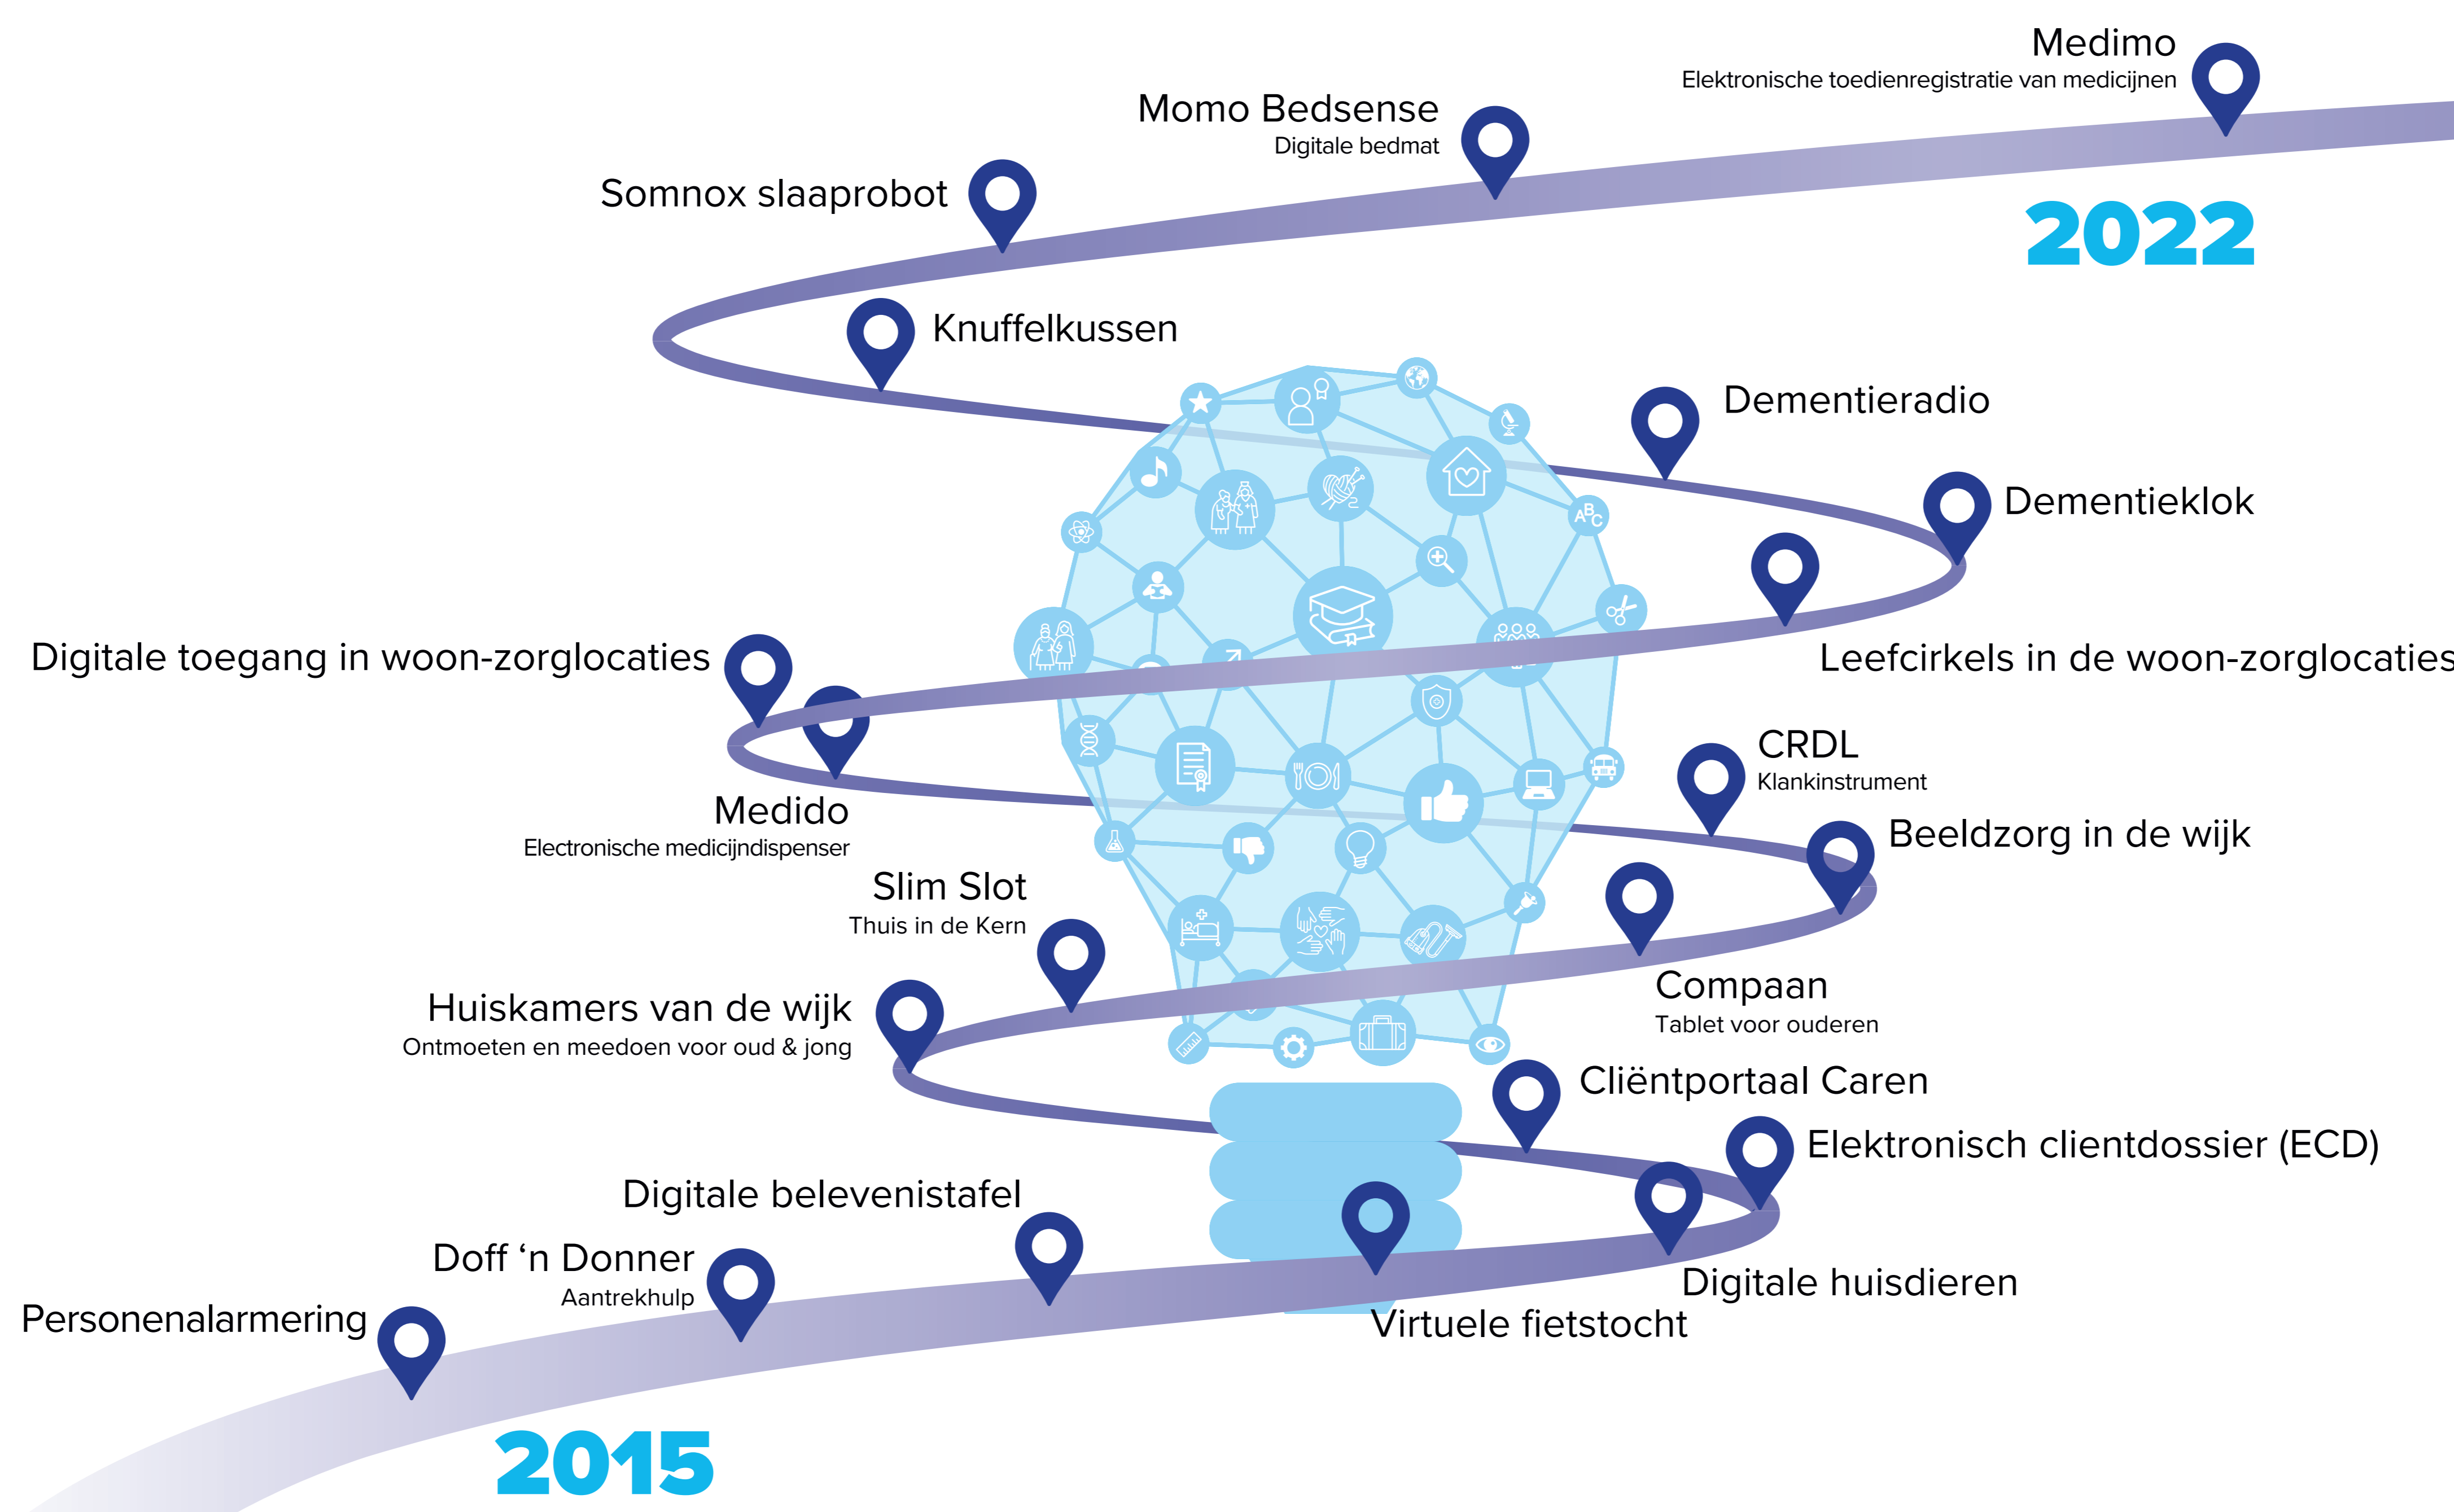 Medimo
Elektronische toedienregistratie van medicijnen
Momo Bedsense
Digitale bedmat
Somnox slaaprobot
2022
Knuffelkussen
Dementieradio
Dementieklok
ABC
Digitale toegang in woon-zorglocaties
Leefcirkels in de woon-zorglocaties
CRDL
Klankinstrument
Medido
Electronische medicijndispenser
Beeldzorg in de wijk
Slim Slot
Thuis in de Kern
Huiskamers van de wijk
Ontmoeten en meedoen voor oud & jong
Compaan
Tablet voor ouderen
Cliëntportaal Caren
Elektronisch clientdossier (ECD)
Digitale belevenistafel
Doff ‘n Donner
Aantrekhulp
Digitale huisdieren
Personenalarmering
Virtuele fietstocht
2015